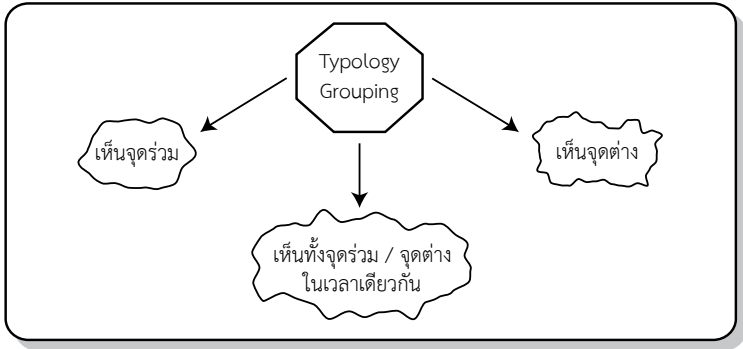 Typology
Grouping
เห็นจุดร่วม
เห็นจุดต่าง
เห็นทั้งจุดร่วม / จุดต่าง
ในเวลาเดียวกัน